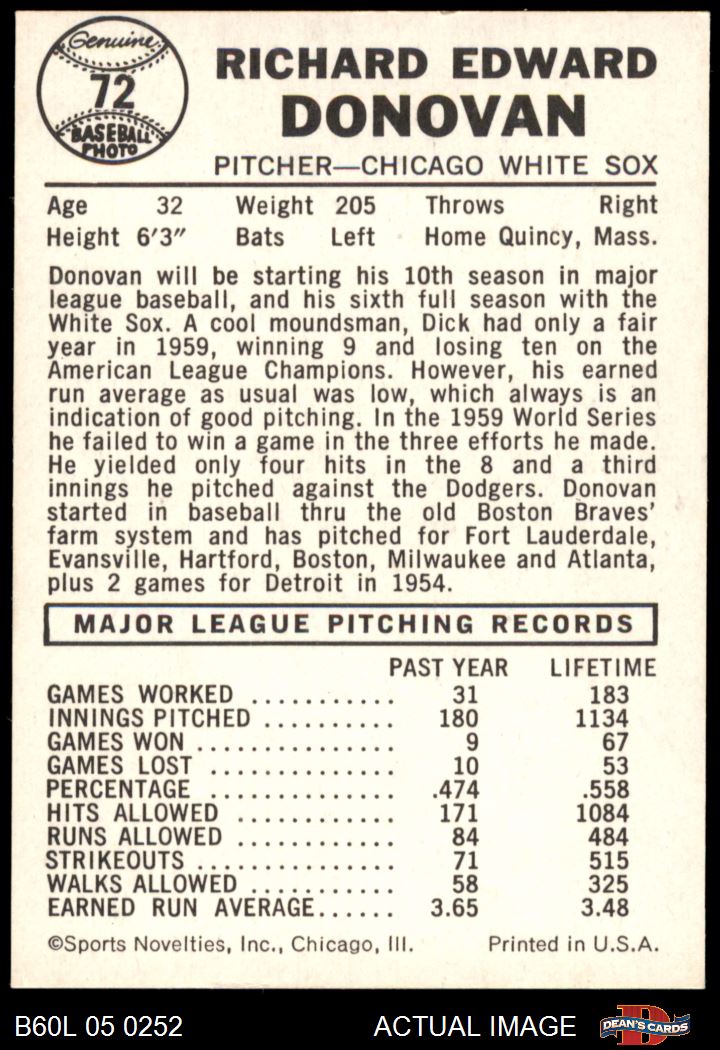 Genuine
72
BASEBALL
PHOTO
RICHARD EDWARD
DONOVAN
PITCHER—CHICAGO WHITE SOX
Age 32 Weight 205 Throws Right
Height 6'3" Bats Left Home Quincy, Mass.
Donovan will be starting his 10th season in major
league baseball, and his sixth full season with the
White Sox. A cool moundsman, Dick had only a fair
year in 1959, winning 9 and losing ten on the
American League Champions. However, his earned
run average as usual was low, which always is an
indication of good pitching. In the 1959 World Series
he failed to win a game in the three efforts he made.
He yielded only four hits in the 8 and a third
innings he pitched against the Dodgers. Donovan
started in baseball thru the old Boston Braves'
farm system and has pitched for Fort Lauderdale,
Evansville, Hartford, Boston, Milwaukee and Atlanta,
plus 2 games for Detroit in 1954.
MAJOR LEAGUE PITCHING RECORDS
PAST YEAR LIFETIME
GAMES WORKED ........... 31 183
INNINGS PITCHED .......... 180 1134
GAMES WON ............... 9 67
GAMES LOST .............. 10 53
PERCENTAGE .............. .474 .558
HITS ALLOWED ............ 171 1084
RUNS ALLOWED ............ 84 484
STRIKEOUTS ............... 71 515
WALKS ALLOWED ........... 58 325
EARNED RUN AVERAGE...... 3.65 3.48
©Sports Novelties, Inc., Chicago, Ill. Printed in U.S.A.
B60L 05 0252 ACTUAL IMAGE D DEAN'S CARDS